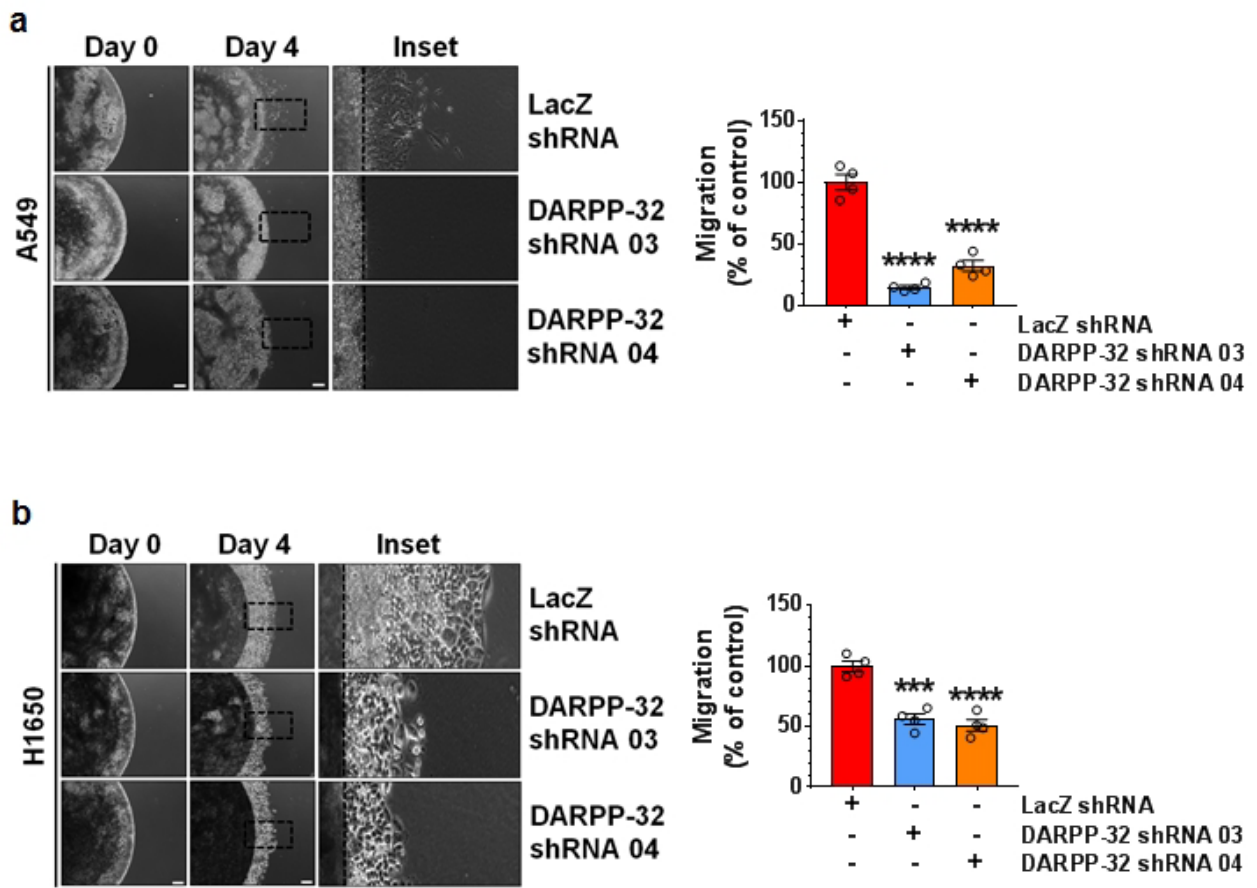 a
Day 0 Day 4 Inset
A549
LacZ
shRNA
DARPP-32
shRNA 03
DARPP-32
shRNA 04
Migration
(% of control)
150
100
50
0
****
****
+ - - LacZ shRNA
- + - DARPP-32 shRNA 03
- - + DARPP-32 shRNA 04
b
Day 0 Day 4 Inset
H1650
LacZ
shRNA
DARPP-32
shRNA 03
DARPP-32
shRNA 04
Migration
(% of control)
150
100
50
0
***
****
+ - - LacZ shRNA
- + - DARPP-32 shRNA 03
- - + DARPP-32 shRNA 04